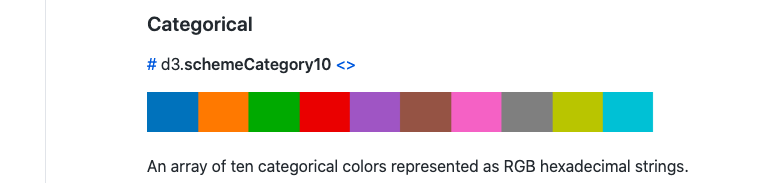 Categorical
# d3.schemeCategory10 <>
An array of ten categorical colors represented as RGB hexadecimal strings.